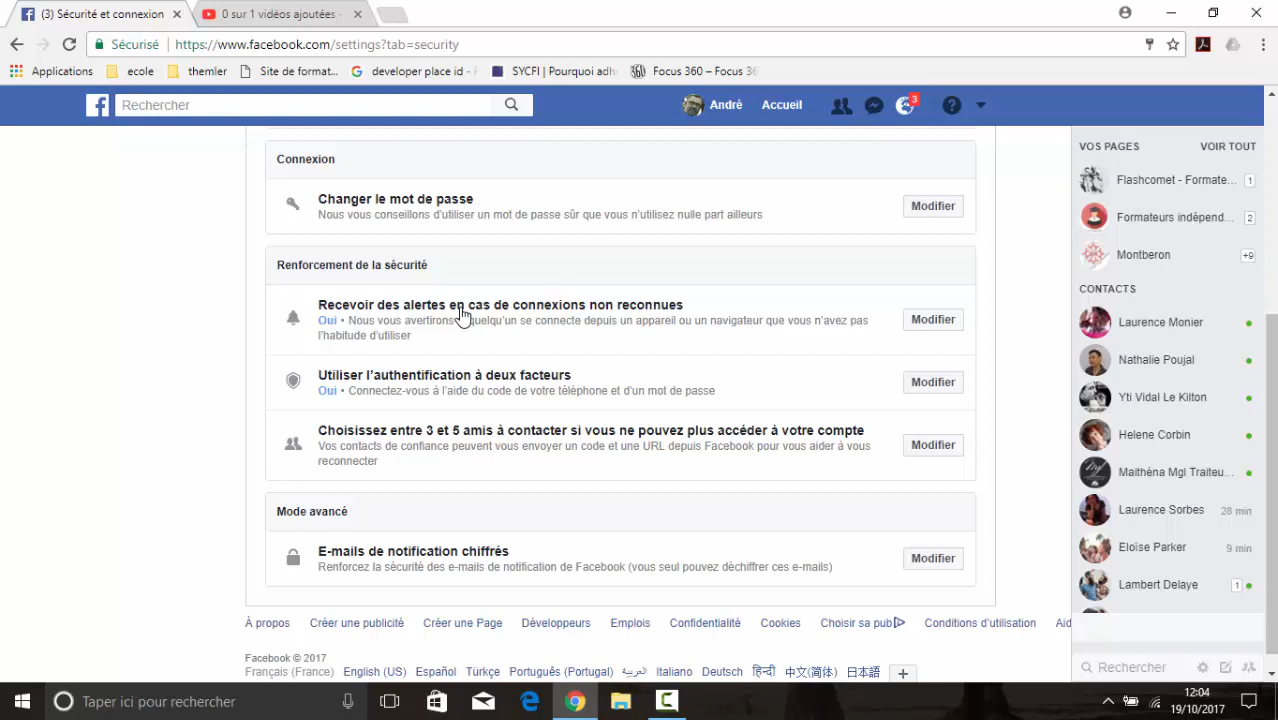 (3) Sécurité et connexion
0 sur 1 vidéos ajoutées -
Sécurisé
https://www.facebook.com/settings?tab=security
Applications
ecole
themler
Site de format...
developer place id -
SYCFI | Pourquoi adh
Focus 360 – Focus 36
Rechercher
André
Accueil
3
Connexion
Changer le mot de passe
Nous vous conseillons d'utiliser un mot de passe sûr que vous n'utilisez nulle part ailleurs
Modifier
Renforcement de la sécurité
Recevoir des alertes en cas de connexions non reconnues
Oui • Nous vous avertirons quelqu'un se connecte depuis un appareil ou un navigateur que vous n'avez pas
l'habitude d'utiliser
Modifier
Utiliser l'authentification à deux facteurs
Oui • Connectez-vous à l'aide du code de votre téléphone et d'un mot de passe
Modifier
Choisissez entre 3 et 5 amis à contacter si vous ne pouvez plus accéder à votre compte
Vos contacts de confiance peuvent vous envoyer un code et une URL depuis Facebook pour vous aider à vous
reconnecter
Modifier
Mode avancé
E-mails de notification chiffrés
Renforcez la sécurité des e-mails de notification de Facebook (vous seul pouvez déchiffrer ces e-mails)
Modifier
À propos
Créer une publicité
Créer une Page
Développeurs
Emplois
Confidentialité
Cookies
Choisir sa pub
Conditions d'utilisation
Aid
Facebook © 2017
Français (France)
English (US)
Español
Türkçe
Português (Portugal)
العربية
Italiano
Deutsch
हिन्दी
中文(简体)
日本語
VOS PAGES
VOIR TOUT
Flashcomet - Formate...
1
Formateurs indépend...
2
Montberon
+9
CONTACTS
Laurence Monier
Nathalie Poujal
Yti Vidal Le Kilton
Helene Corbin
Maithéna Mgl Traiteu...
Laurence Sorbes
28 min
Eloïse Parker
9 min
Lambert Delaye
1
Rechercher
Taper ici pour rechercher
12:04
19/10/2017